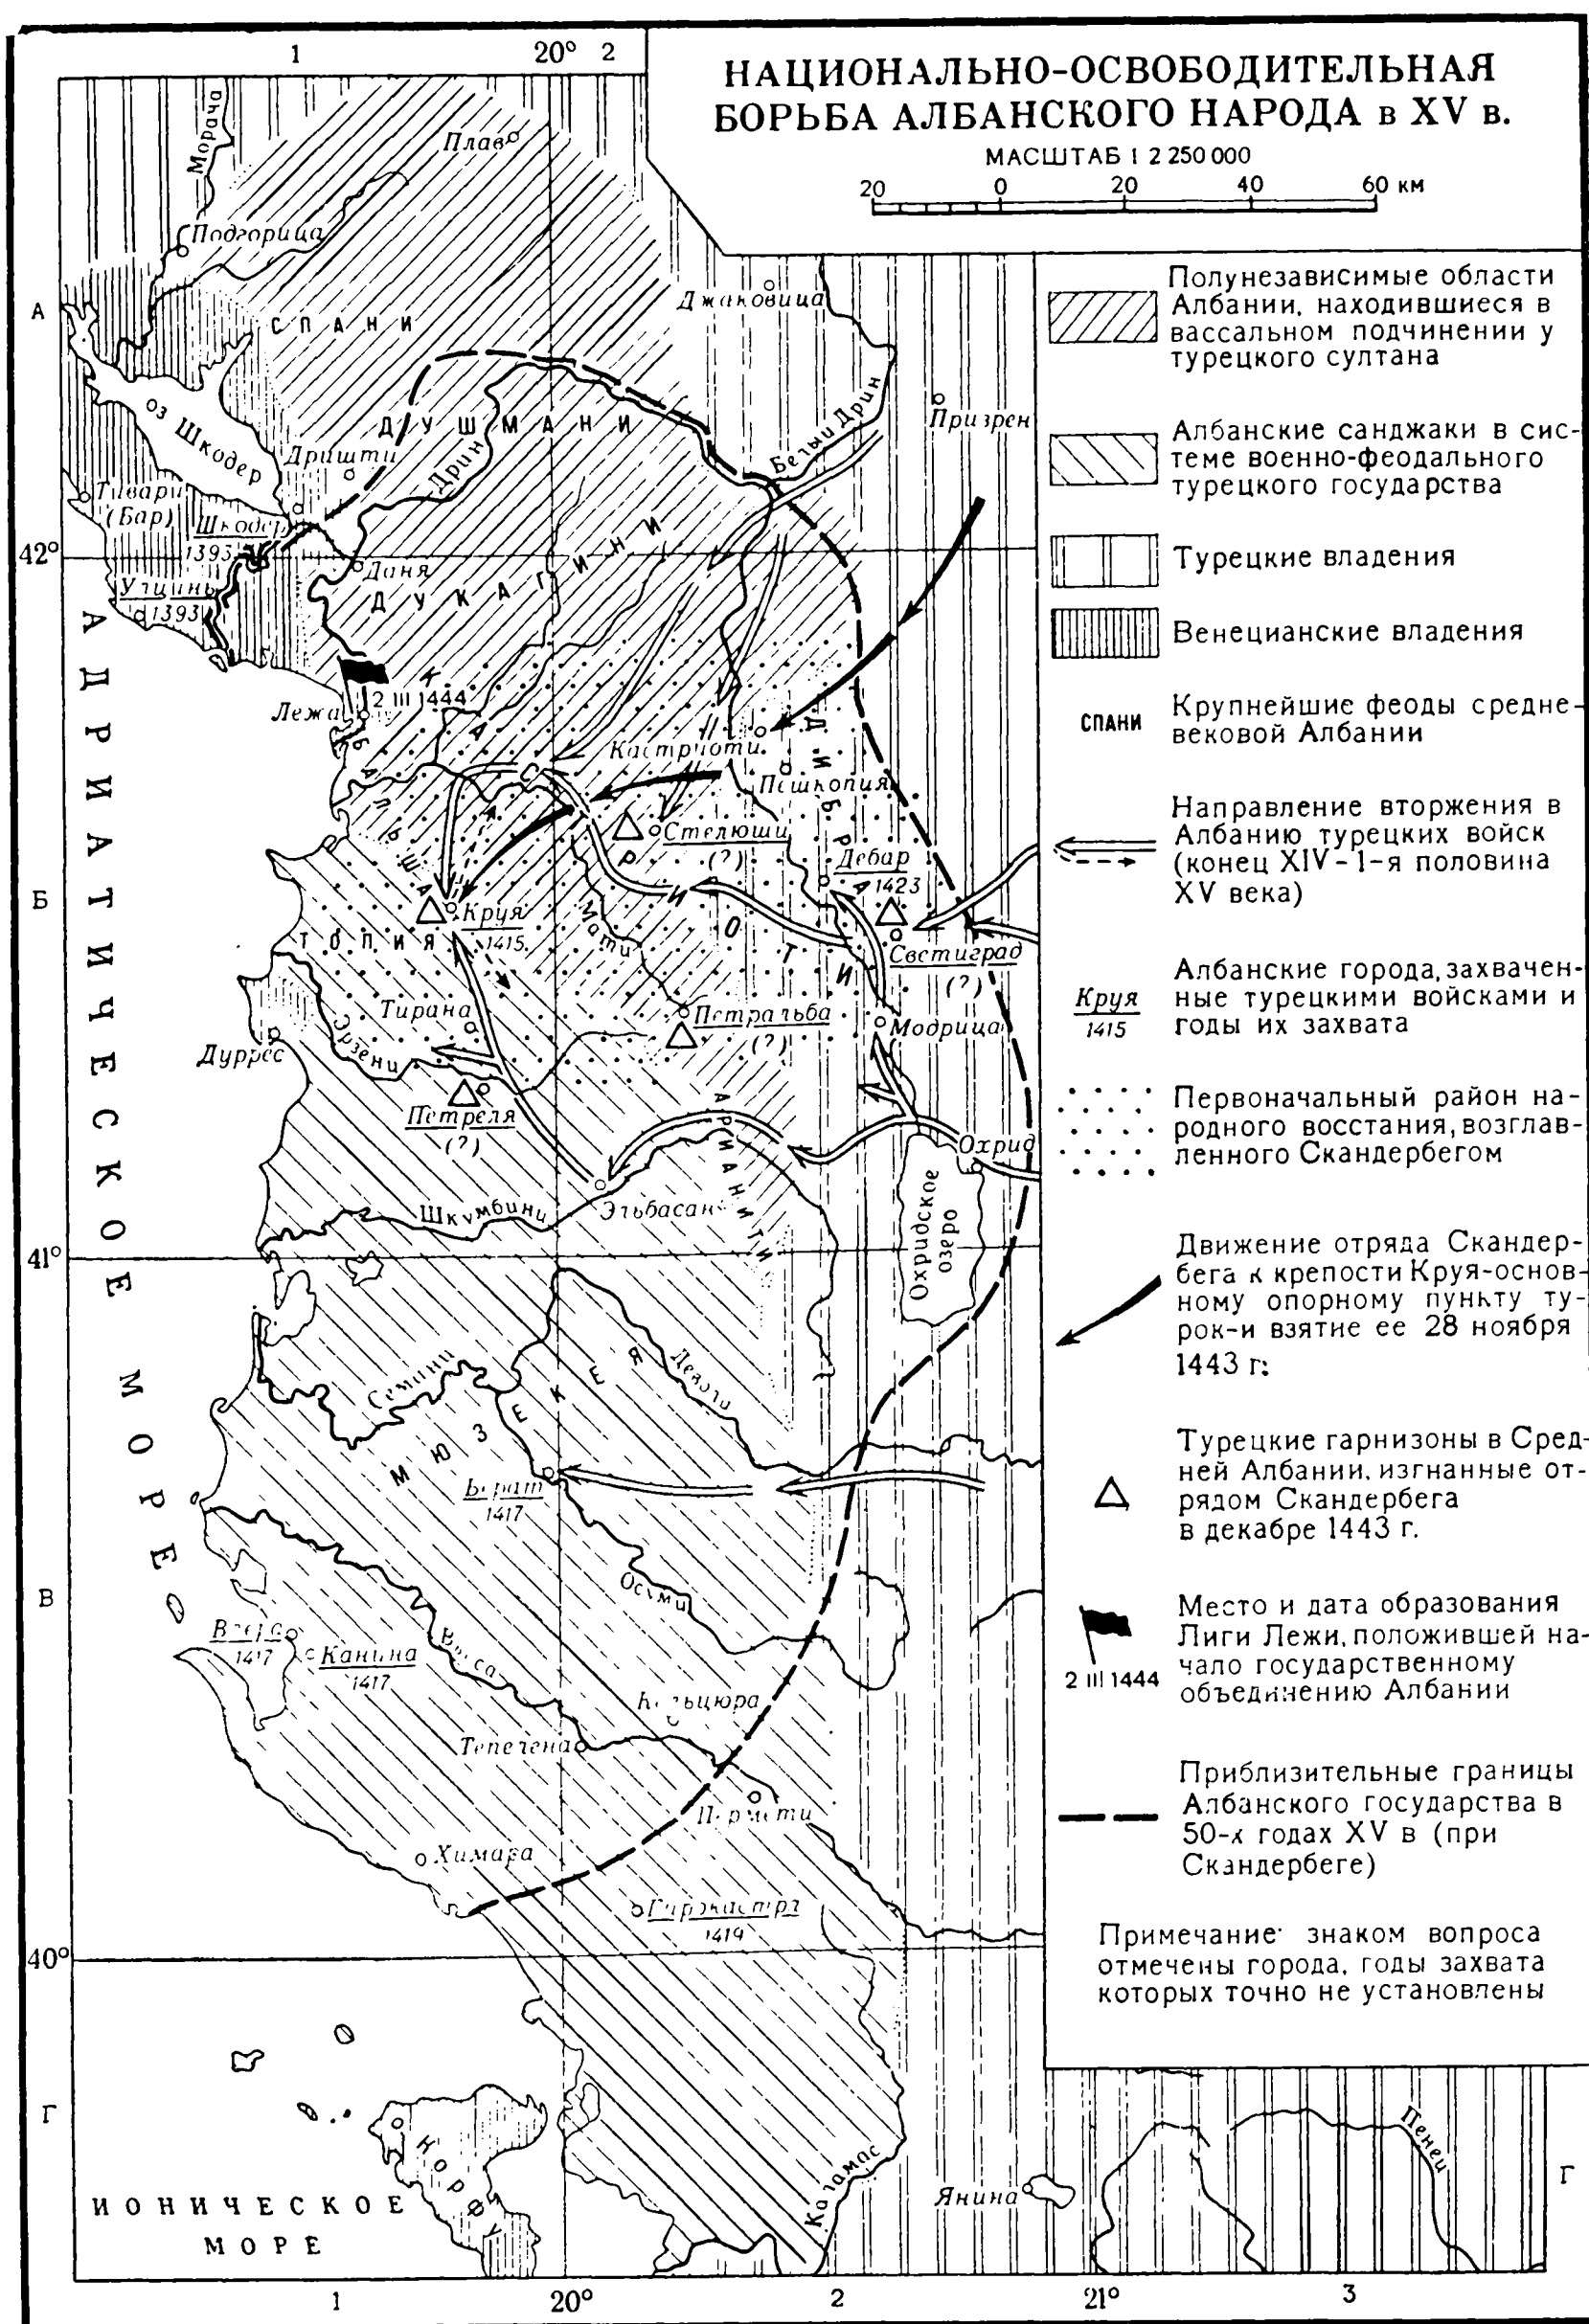 1
20°
2
НАЦИОНАЛЬНО-ОСВОБОДИТЕЛЬНАЯ
БОРЬБА АЛБАНСКОГО НАРОДА в XV в.
МАСШТАБ 1 2 250 000
20 0 20 40 60 км
Полунезависимые области
Албании, находившиеся в
вассальном подчинении у
турецкого султана
Албанские санджаки в сис-
теме военно-феодального
турецкого государства
Турецкие владения
Венецианские владения
СПАНИ
Крупнейшие феоды средне-
вековой Албании
Направление вторжения в
Албанию турецких войск
(конец XIV-1-я половина
XV века)
Круя
1415
Албанские города, захвачен-
ные турецкими войсками и
годы их захвата
Первоначальный район на-
родного восстания, возглав-
ленного Скандербегом
Движение отряда Скандер-
бега к крепости Круя-основ-
ному опорному пункту ту-
рок-и взятие ее 28 ноября
1443 г.
Турецкие гарнизоны в Сред-
ней Албании, изгнанные от-
рядом Скандербега
в декабре 1443 г.
2 III 1444
Место и дата образования
Лиги Лежи, положившей на-
чало государственному
объединению Албании
Приблизительные границы
Албанского государства в
50-х годах XV в (при
Скандербеге)
Примечание: знаком вопроса
отмечены города, годы захвата
которых точно не установлены
А
Морача
Плав
Подгорица
СПАНИ
Джаковица
оз Шкодер
ДУШМАНИ
Дришти
Дрин
Белый Дрин
Призрен
Тивари
(Бар)
Шкодер
1393
42°
Даня
Улцинь
1393
ДУКАГИНИ
АДРИАТИЧЕСКОЕ МОРЕ
2 III 1444
Лежа
БАЛЬША
КАСТРИОТИ
Кастриоти
Пешкопия
ДИБРА
Стелюши
(?)
Дебар
1423
Б
Круя
1415
ТОПИЯ
Мати
Светиград
(?)
Тирана
Петральба
(?)
Модрица
Дуррес
Эрзени
Петреля
(?)
АРИАНИТИ
Охрид
Охридское
озеро
Шкумбини
Эльбасан
41°
Семани
Деволи
МЮЗЕКЕЯ
Берат
1417
Осуми
В
1417
Канина
1417
Тепелена
Химара
1419
40°
Г
КОРФУ
ИОНИЧЕСКОЕ
МОРЕ
Каламас
Янина
Пенеи
Г
1
20°
2
21°
3